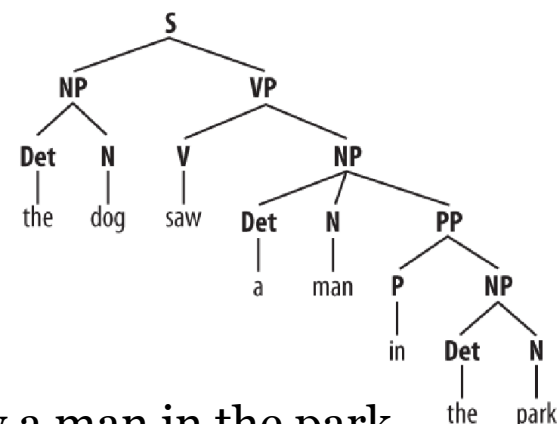 S
NP VP
Det N V NP
the dog saw Det N PP
a man P NP
in Det N
a man in the park
the park